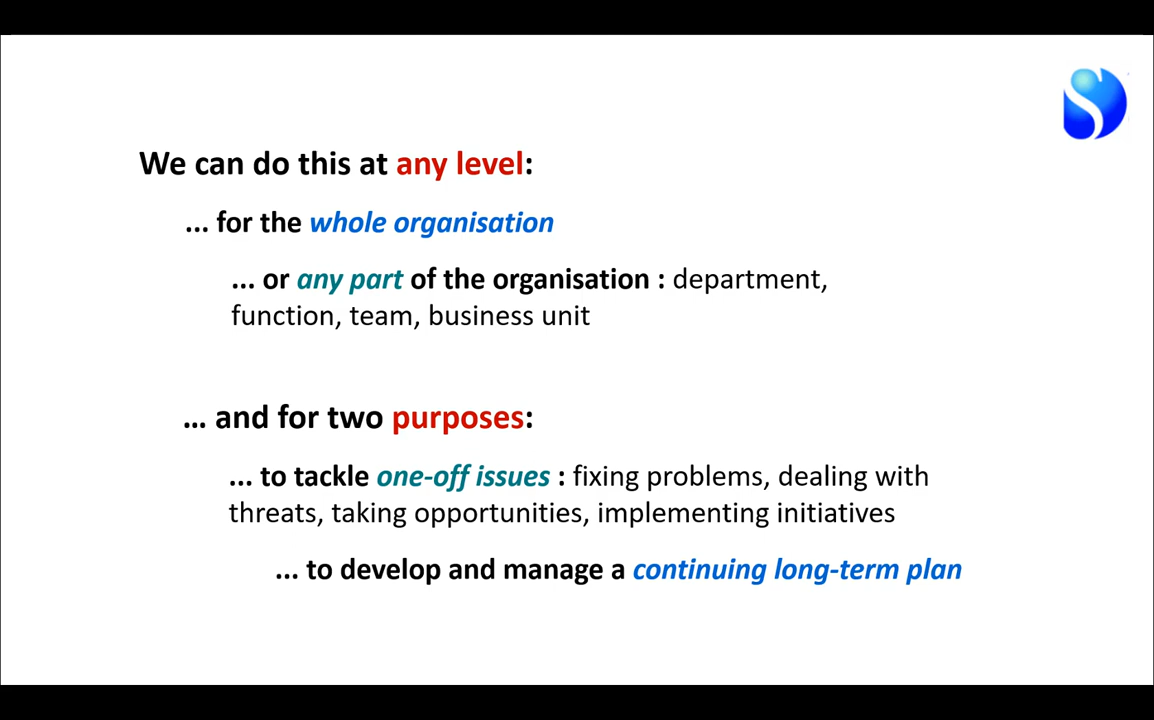 We can do this at any level:
... for the whole organisation
... or any part of the organisation : department,
function, team, business unit
... and for two purposes:
... to tackle one-off issues : fixing problems, dealing with
threats, taking opportunities, implementing initiatives
... to develop and manage a continuing long-term plan